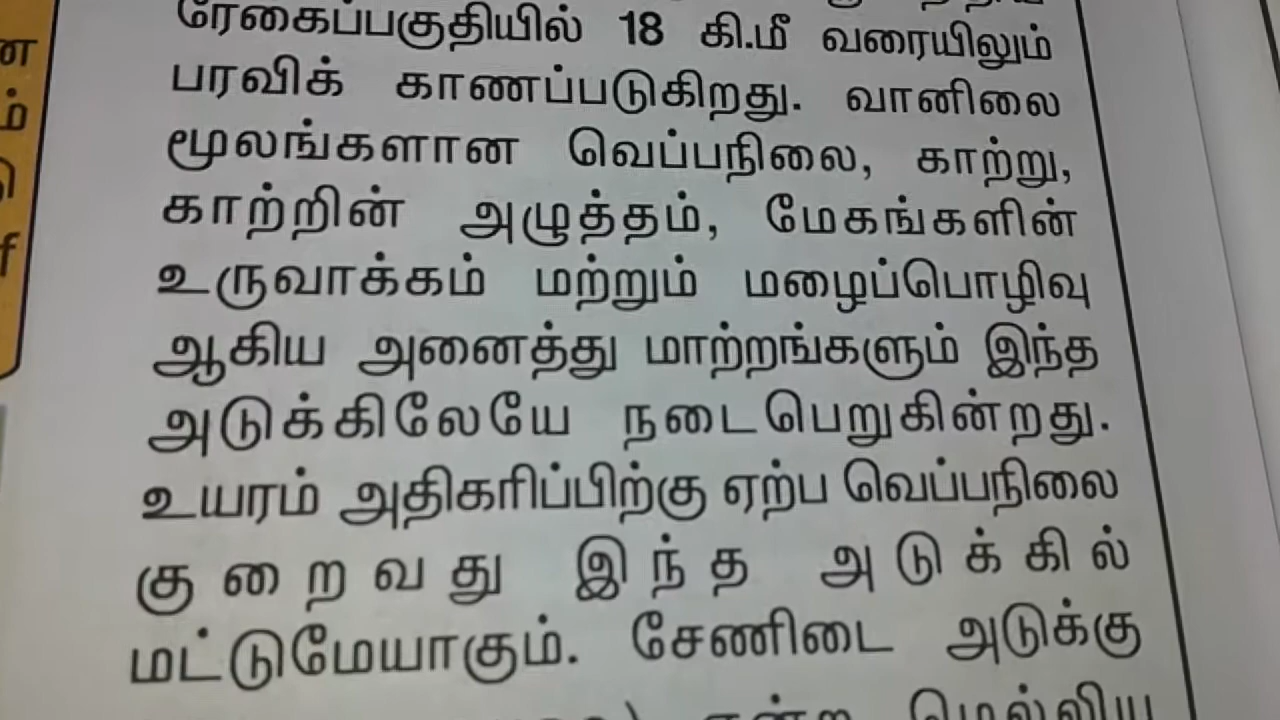 ரேகைப்பகுதியில் 18 கி.மீ வரையிலும்
பரவிக் காணப்படுகிறது. வானிலை
மூலங்களான வெப்பநிலை, காற்று,
காற்றின் அழுத்தம், மேகங்களின்
உருவாக்கம் மற்றும் மழைப்பொழிவு
ஆகிய அனைத்து மாற்றங்களும் இந்த
அடுக்கிலேயே நடைபெறுகின்றது.
உயரம் அதிகரிப்பிற்கு ஏற்ப வெப்பநிலை
குறைவது இந்த அடுக்கில்
மட்டுமேயாகும். சேணிடை அடுக்கு
என்ற மெல்லிய